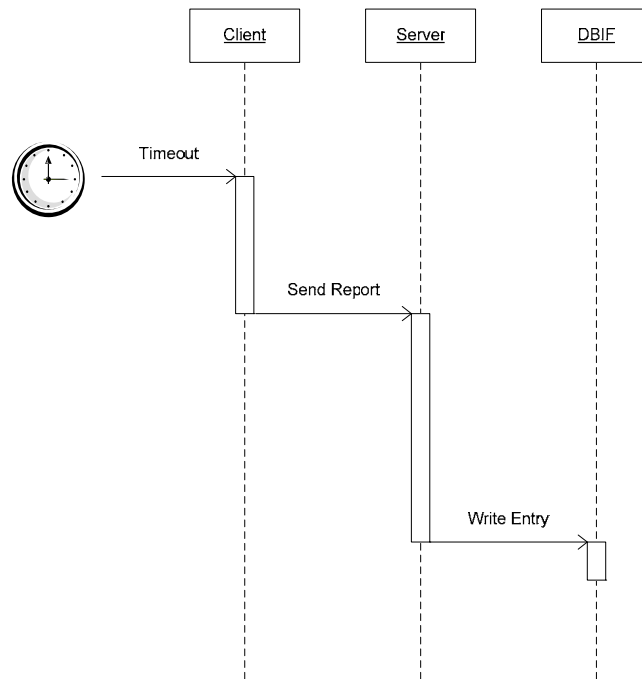 Client
Server
DBIF
Timeout
Send Report
Write Entry